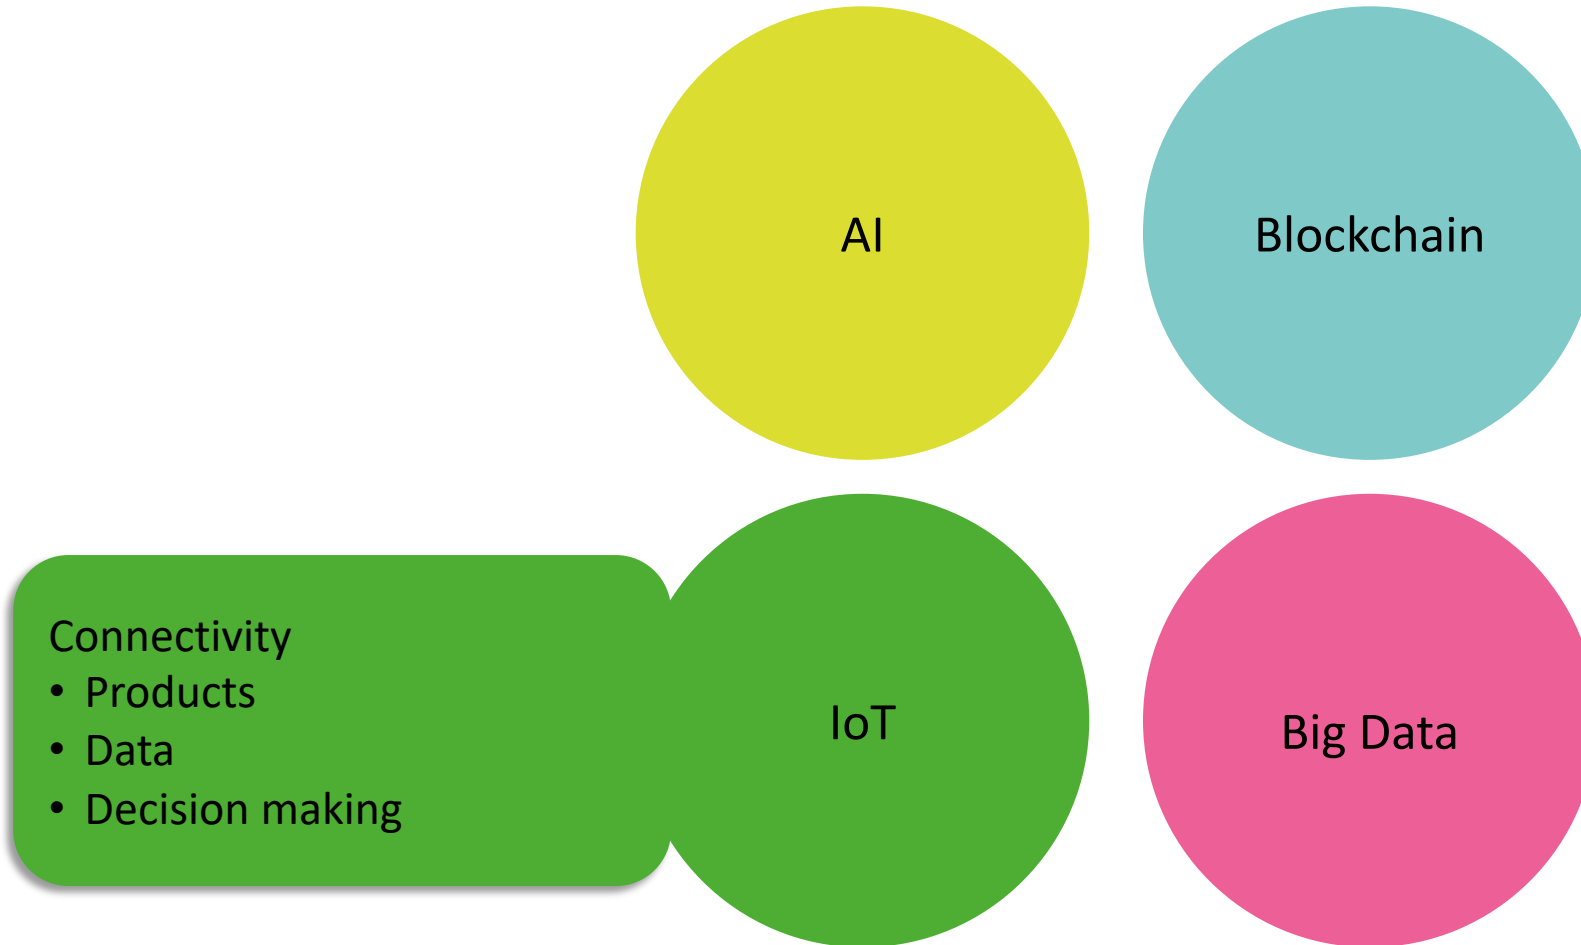 AI
Blockchain
Connectivity
• Products
• Data
• Decision making
IoT
Big Data